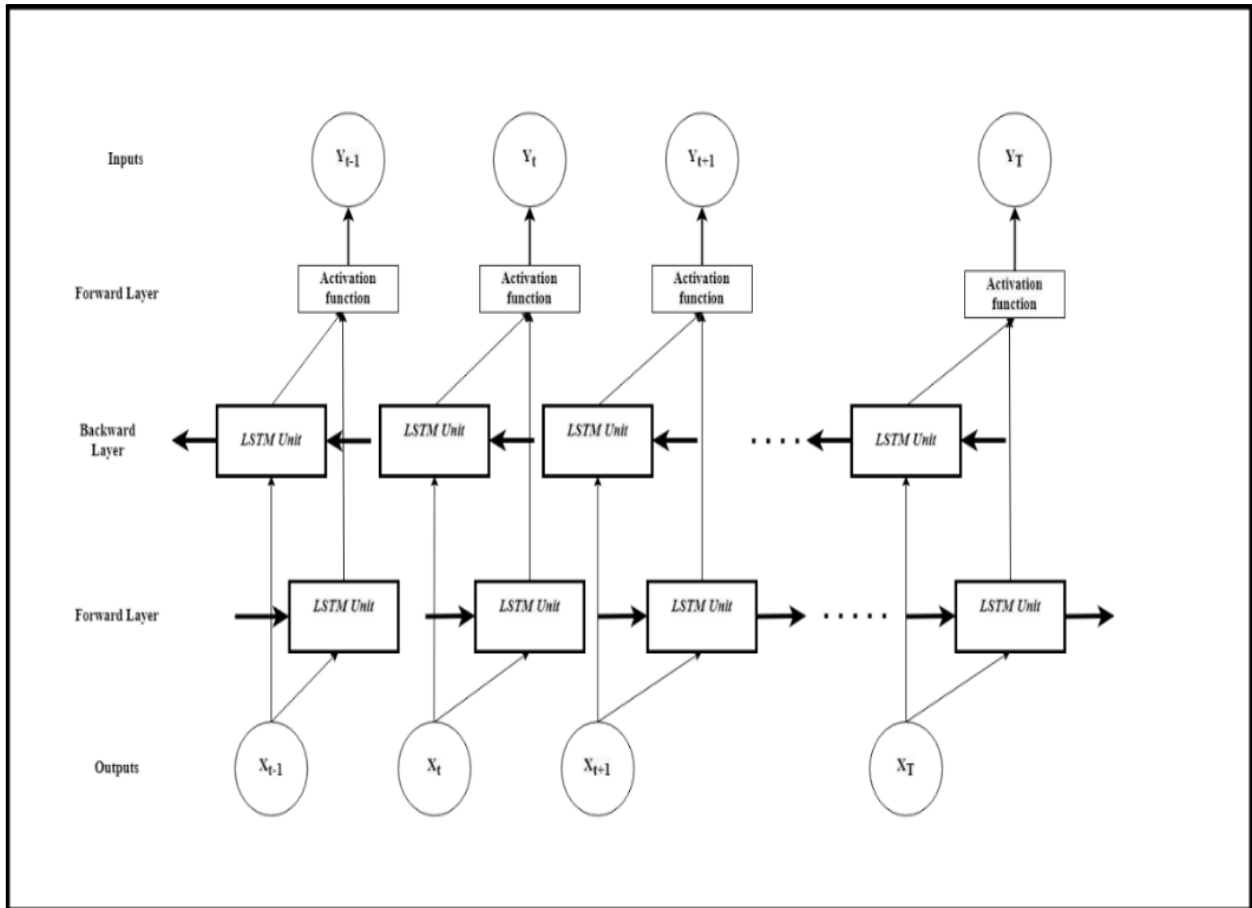 Inputs Y_{t-1} Y_t Y_{t+1} Y_T
Forward Layer Activation function Activation function Activation function Activation function
Backward Layer LSTM Unit LSTM Unit LSTM Unit LSTM Unit
Forward Layer LSTM Unit LSTM Unit LSTM Unit LSTM Unit
Outputs X_{t-1} X_t X_{t+1} X_T